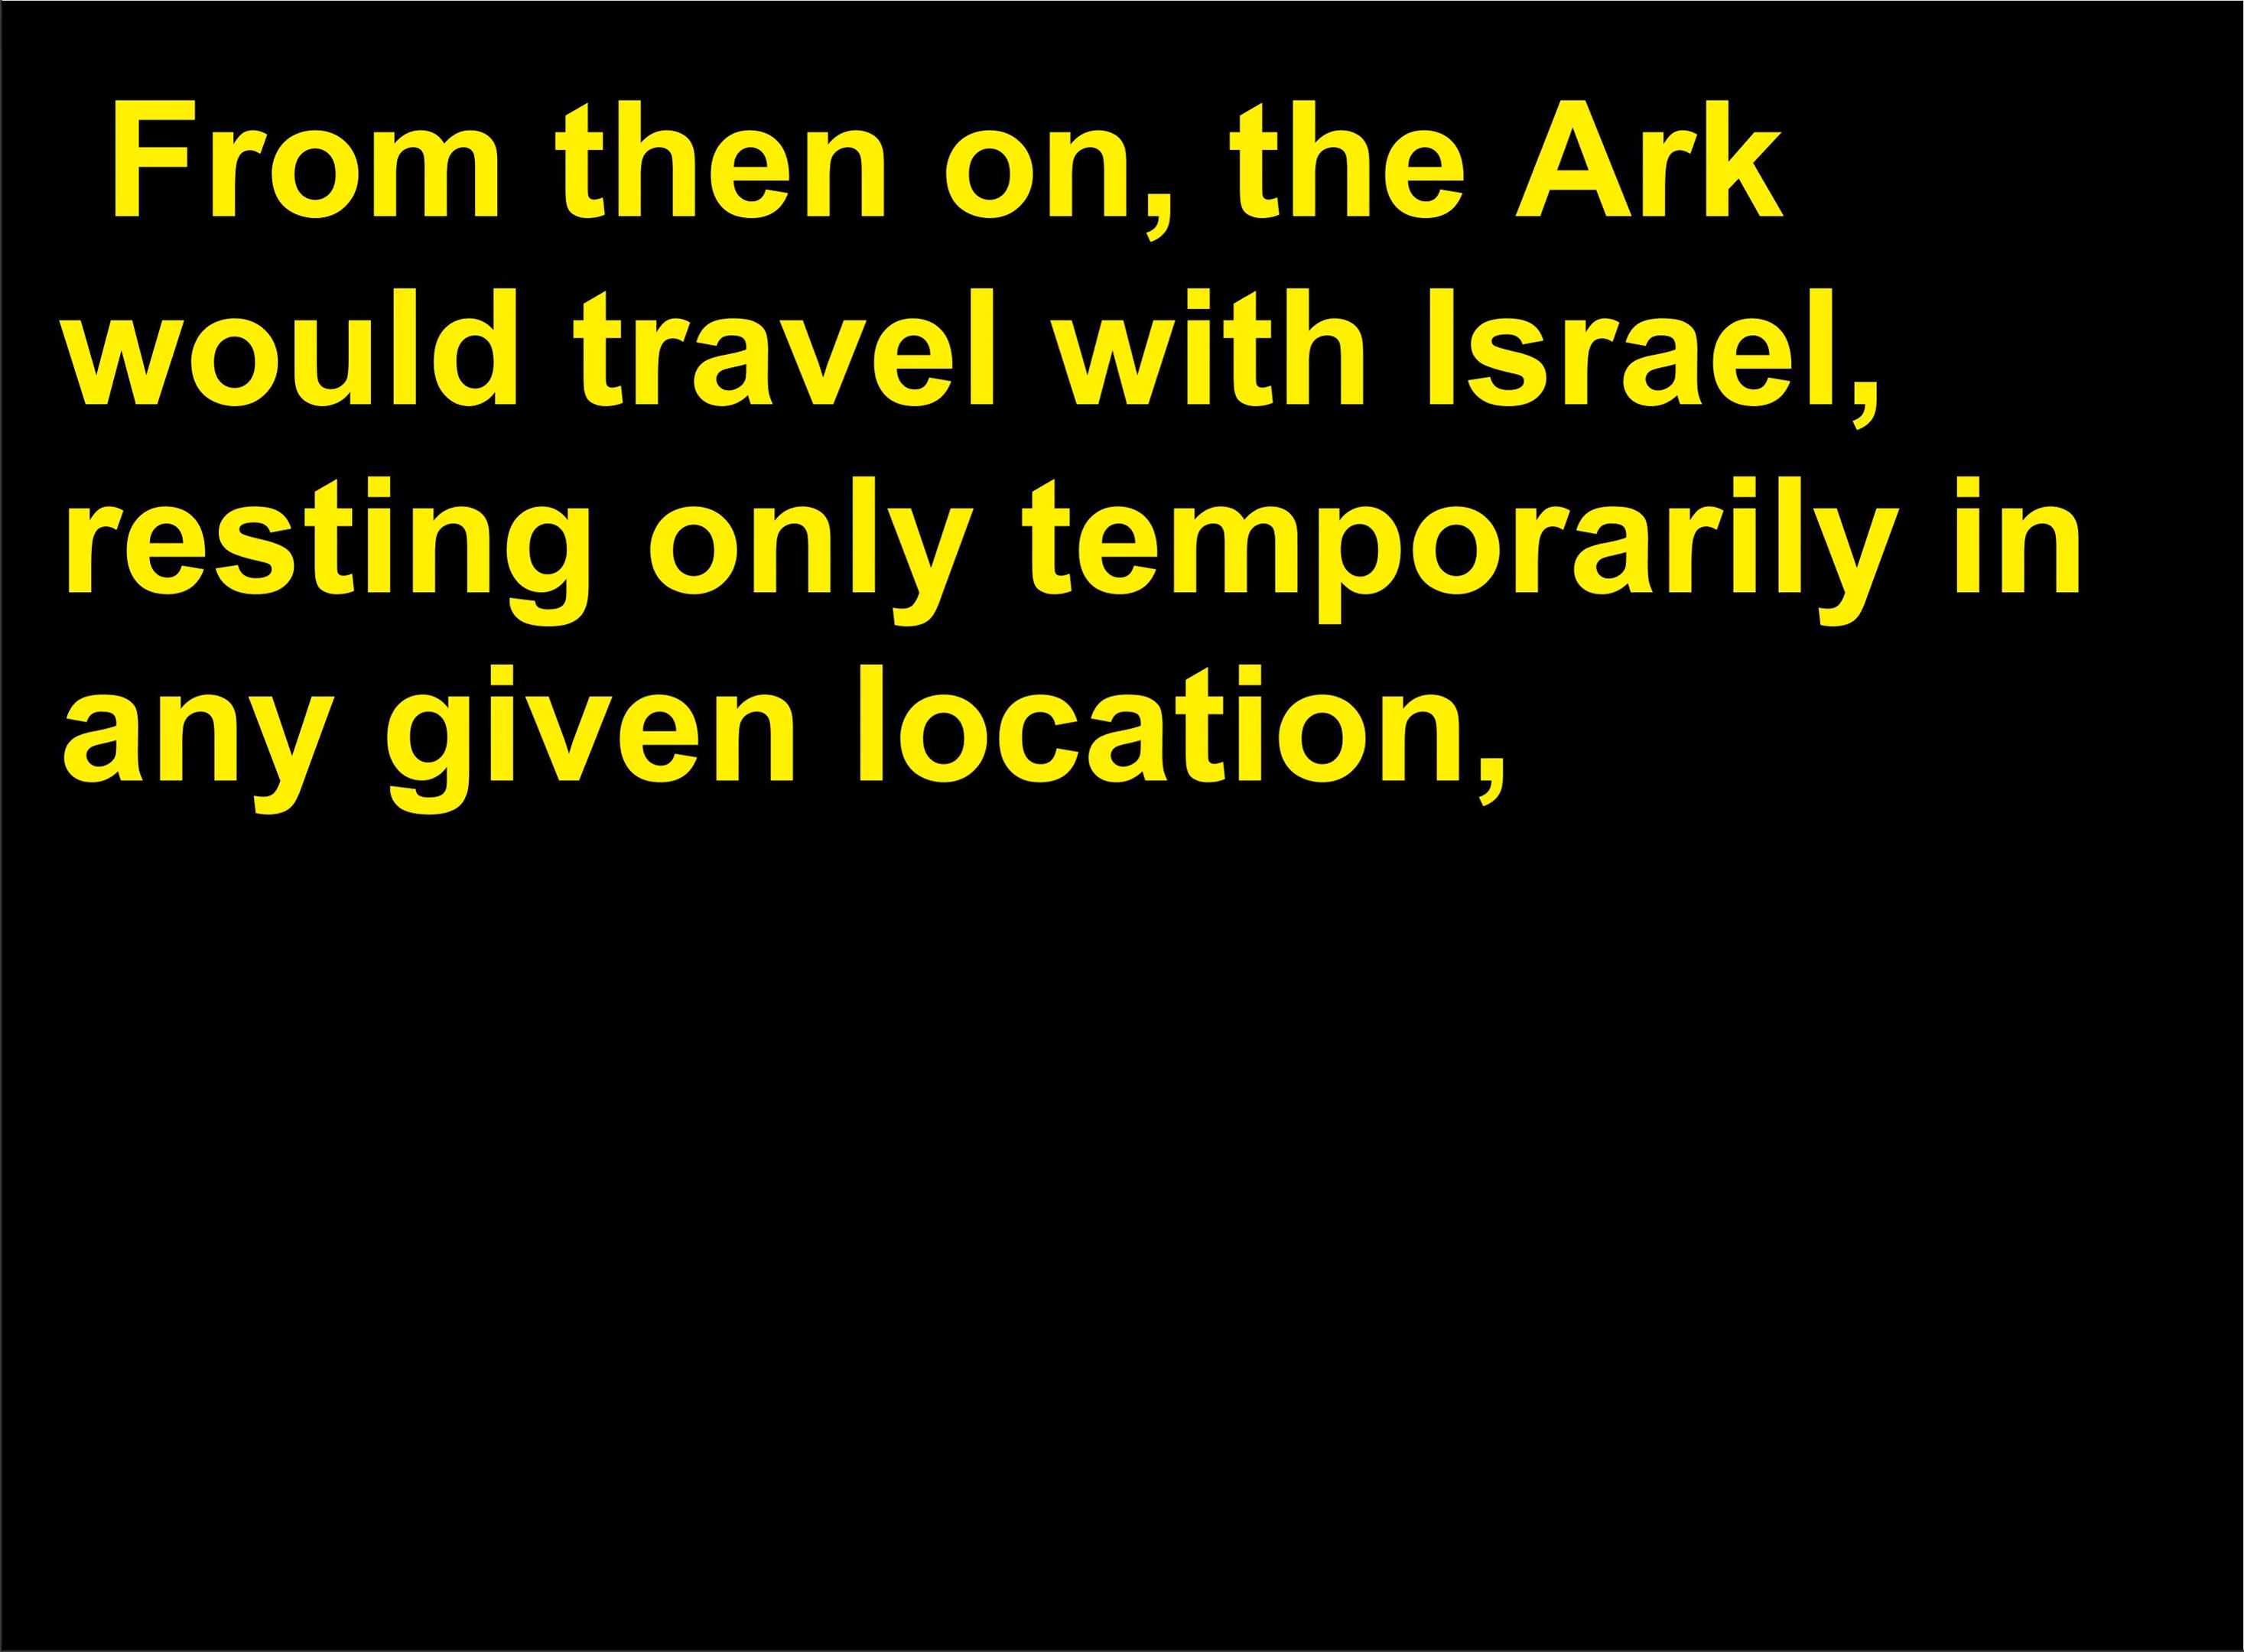 From then on, the Ark
would travel with Israel,
resting only temporarily in
any given location,